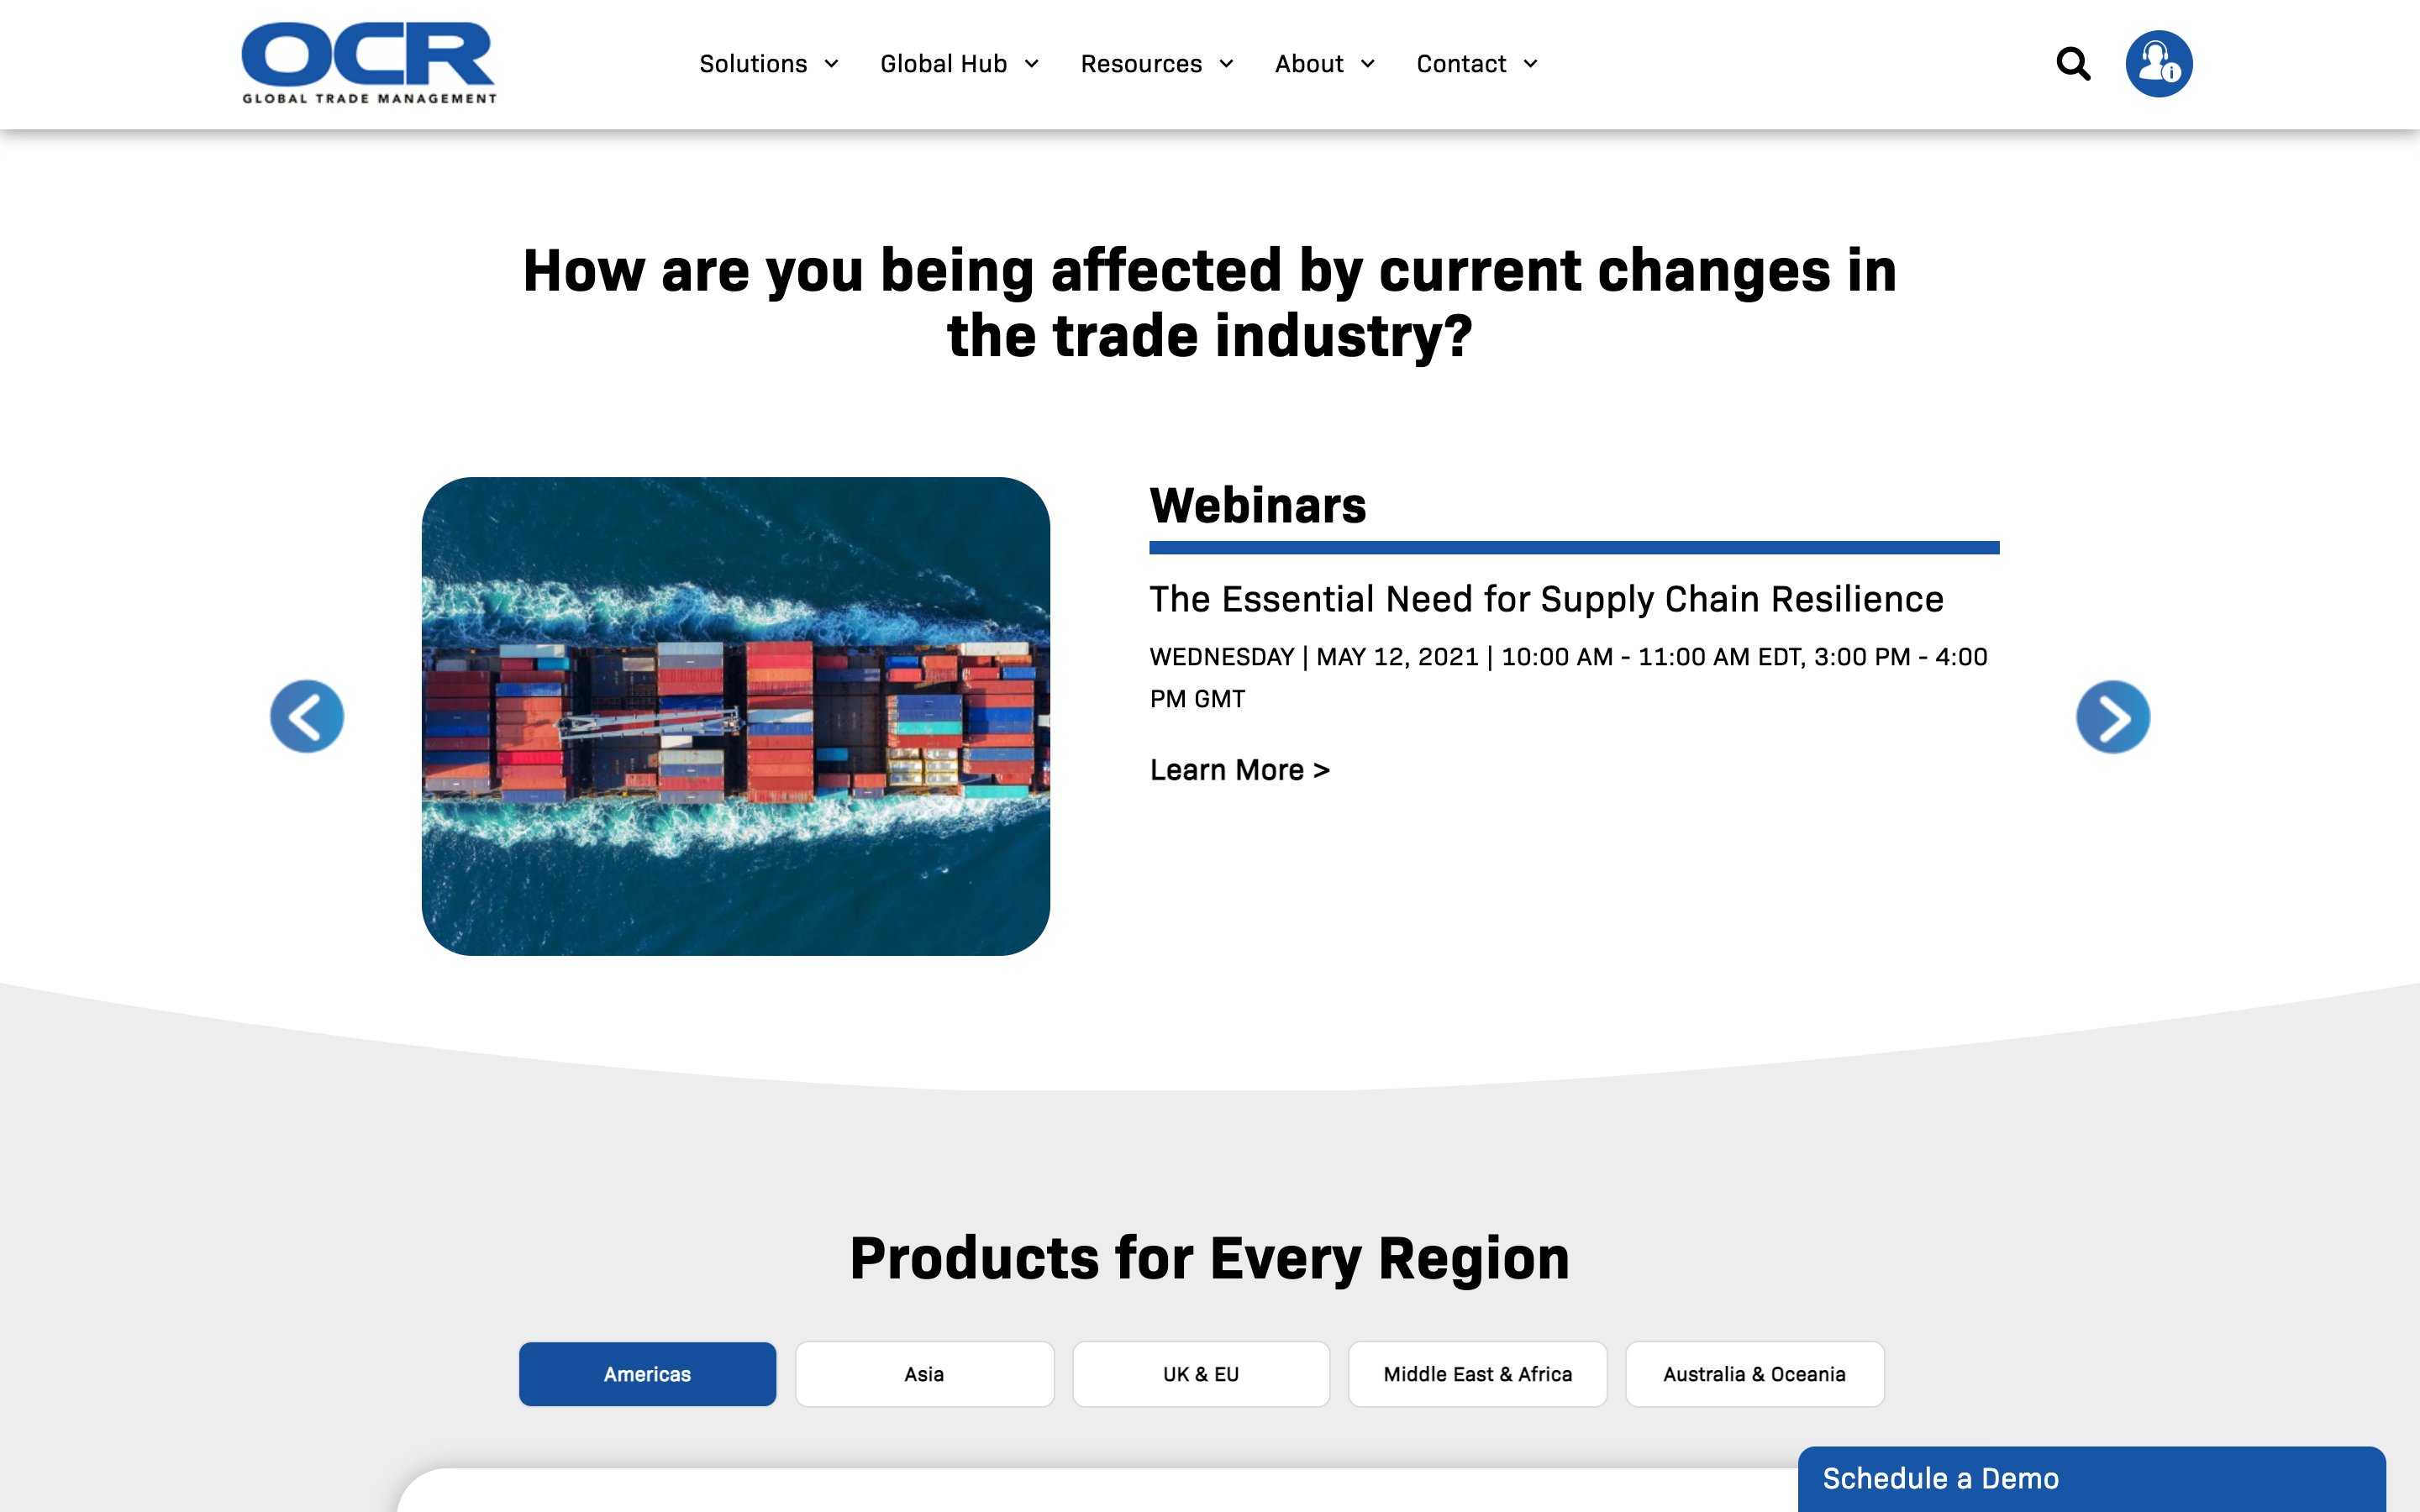 OCR
GLOBAL TRADE MANAGEMENT
Solutions
Global Hub
Resources
About
Contact
How are you being affected by current changes in
the trade industry?
Webinars
The Essential Need for Supply Chain Resilience
WEDNESDAY | MAY 12, 2021 | 10:00 AM - 11:00 AM EDT, 3:00 PM - 4:00
PM GMT
Learn More >
Products for Every Region
Americas
Asia
UK & EU
Middle East & Africa
Australia & Oceania
Schedule a Demo